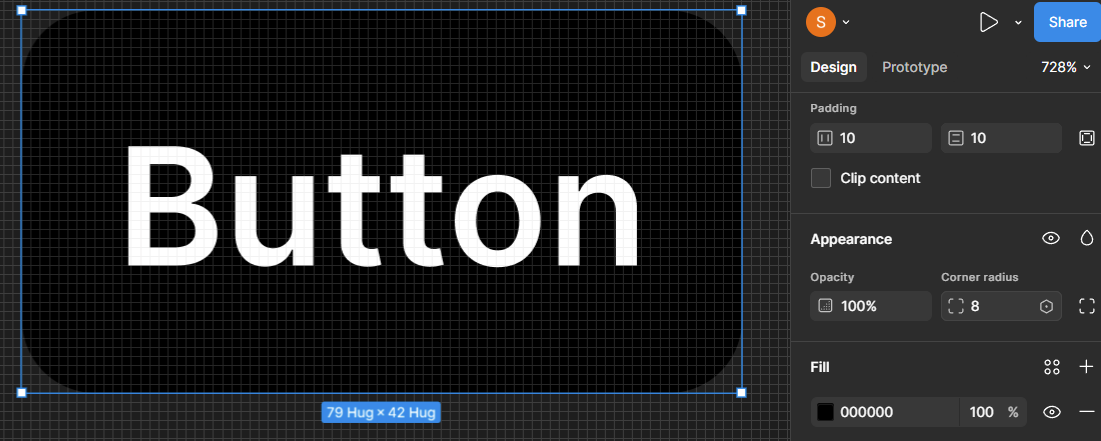 S
Share
Design Prototype 728%
Padding
10 10
Clip content
Button
Appearance
Opacity Corner radius
100% 8
Fill
000000 100 %
79 Hug × 42 Hug